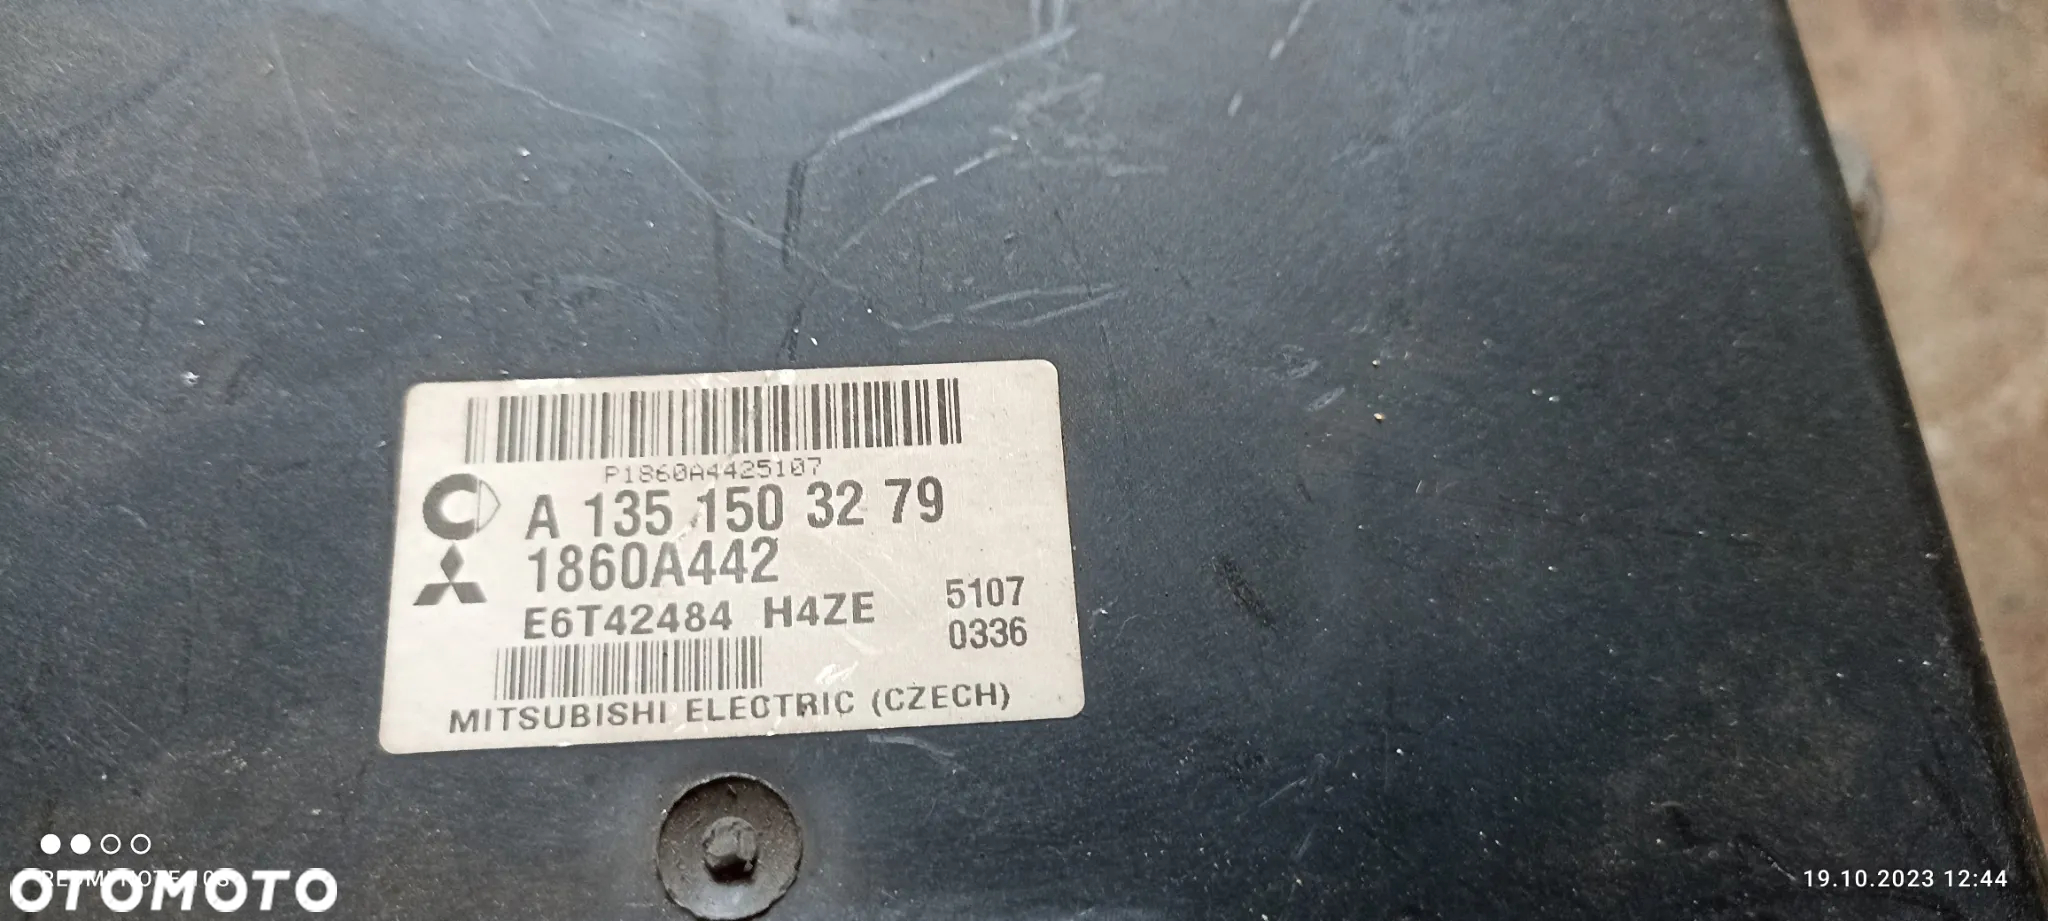 P1860A4425107
A 135 150 32 79
1860A442
E6T42484 H4ZE
5107
0336
MITSUBISHI ELECTRIC (CZECH)
OTOMOTO
19.10.2023 12:44